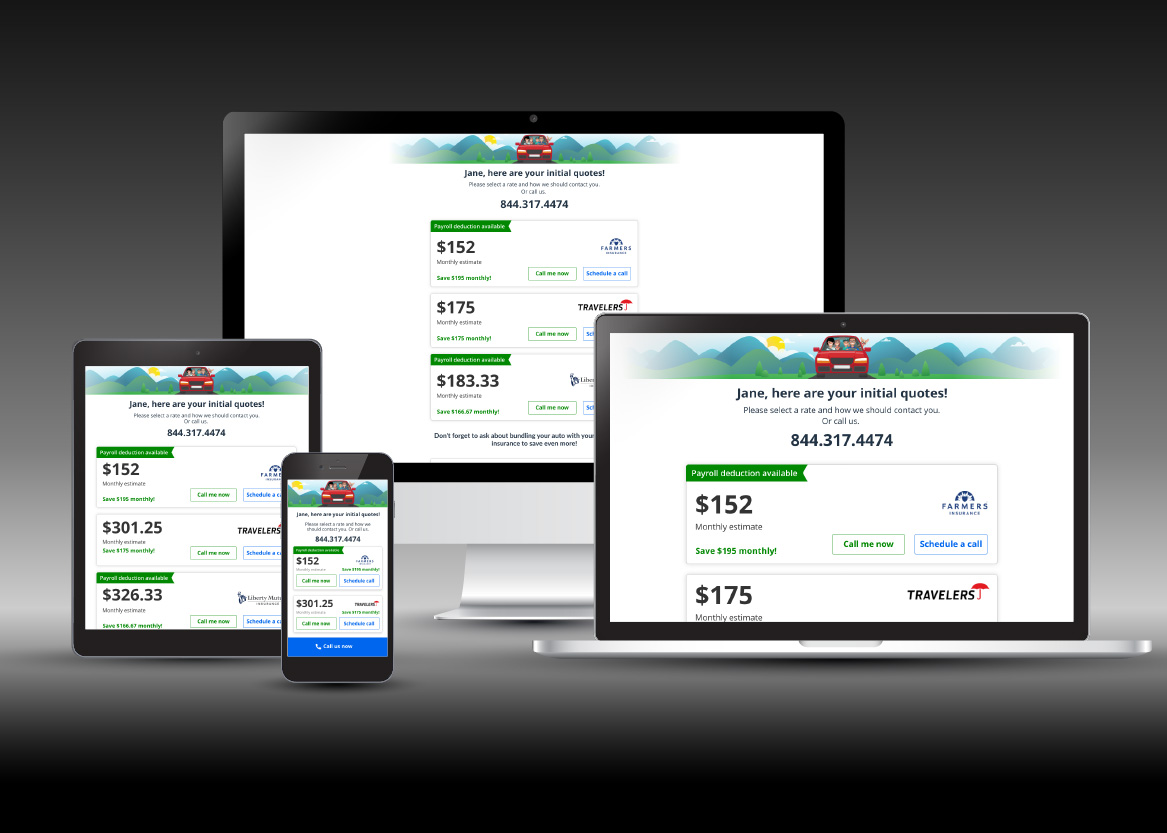 Jane, here are your initial quotes!
Please select a rate and how we should contact you.
Or call us.
844.317.4474
Payroll deduction available
$152
FARMERS
INSURANCE
Monthly estimate
Call me now
Schedule a call
Save $195 monthly!
$175
TRAVELERS
Monthly estimate
Call me now
Save $175 monthly!
Payroll deduction available
$183.33
Monthly estimate
Call me now
Save $166.67 monthly!
Don't forget to ask about bundling your auto with your
insurance to save even more!
Jane, here are your initial quotes!
Please select a rate and how we should contact you.
Or call us.
844.317.4474
Payroll deduction available
$152
Monthly estimate
Call me now
Schedule a
Save $195 monthly!
$301.25
TRAVELERS
Monthly estimate
Save $175 monthly!
Call me now
Schedule a
Payroll deduction available
$326.33
Liberty
Monthly estimate
Call me now
Schedule a
Save $166.67 monthly!
Jane, here are your initial quotes!
Please select a rate and how we
should contact you. Or call us.
844.317.4474
Payroll deduction available
$152
FARMERS
Monthly estimate
Save $195 monthly!
Call me now
Schedule call
$301.25
TRAVELERS
Monthly estimate
Save $175 monthly!
Call me now
Schedule call
Call us now
Jane, here are your initial quotes!
Please select a rate and how we should contact you.
Or call us.
844.317.4474
Payroll deduction available
$152
FARMERS
INSURANCE
Monthly estimate
Call me now
Schedule a call
Save $195 monthly!
$175
TRAVELERS
Monthly estimate